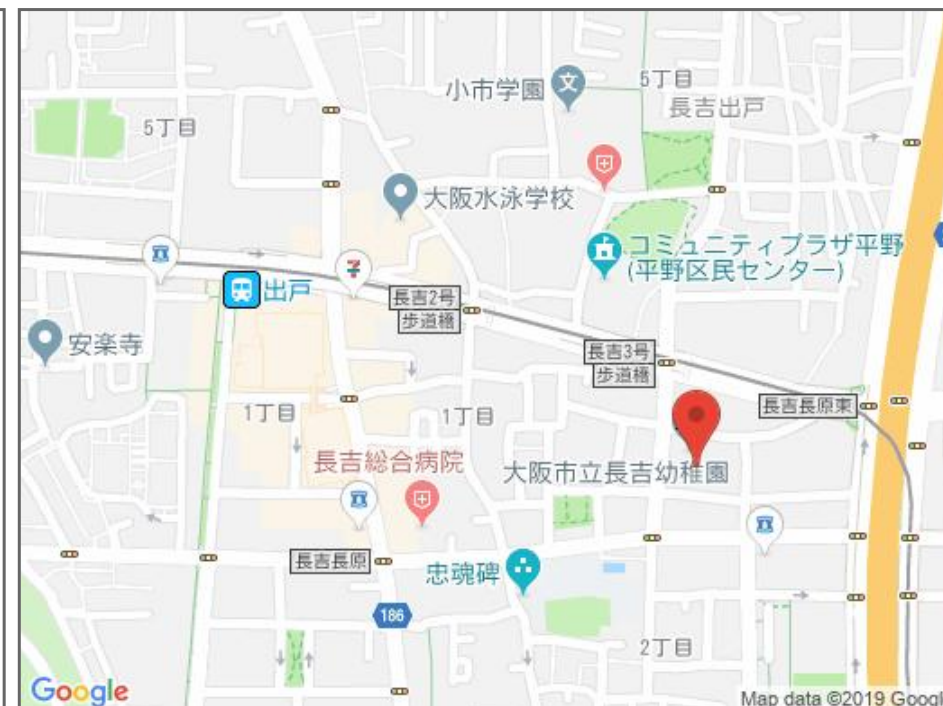 小市学園
文
5丁目
長吉出戸
5丁目
大阪水泳学校
コミュニティプラザ平野
(平野区民センター)
7
出戸
長吉2号
歩道橋
安楽寺
長吉3号
歩道橋
1丁目
1丁目
長吉長原東
長吉総合病院
大阪市立長吉幼稚園
長吉長原
忠魂碑
186
2丁目
Google
Map data ©2019 Googl